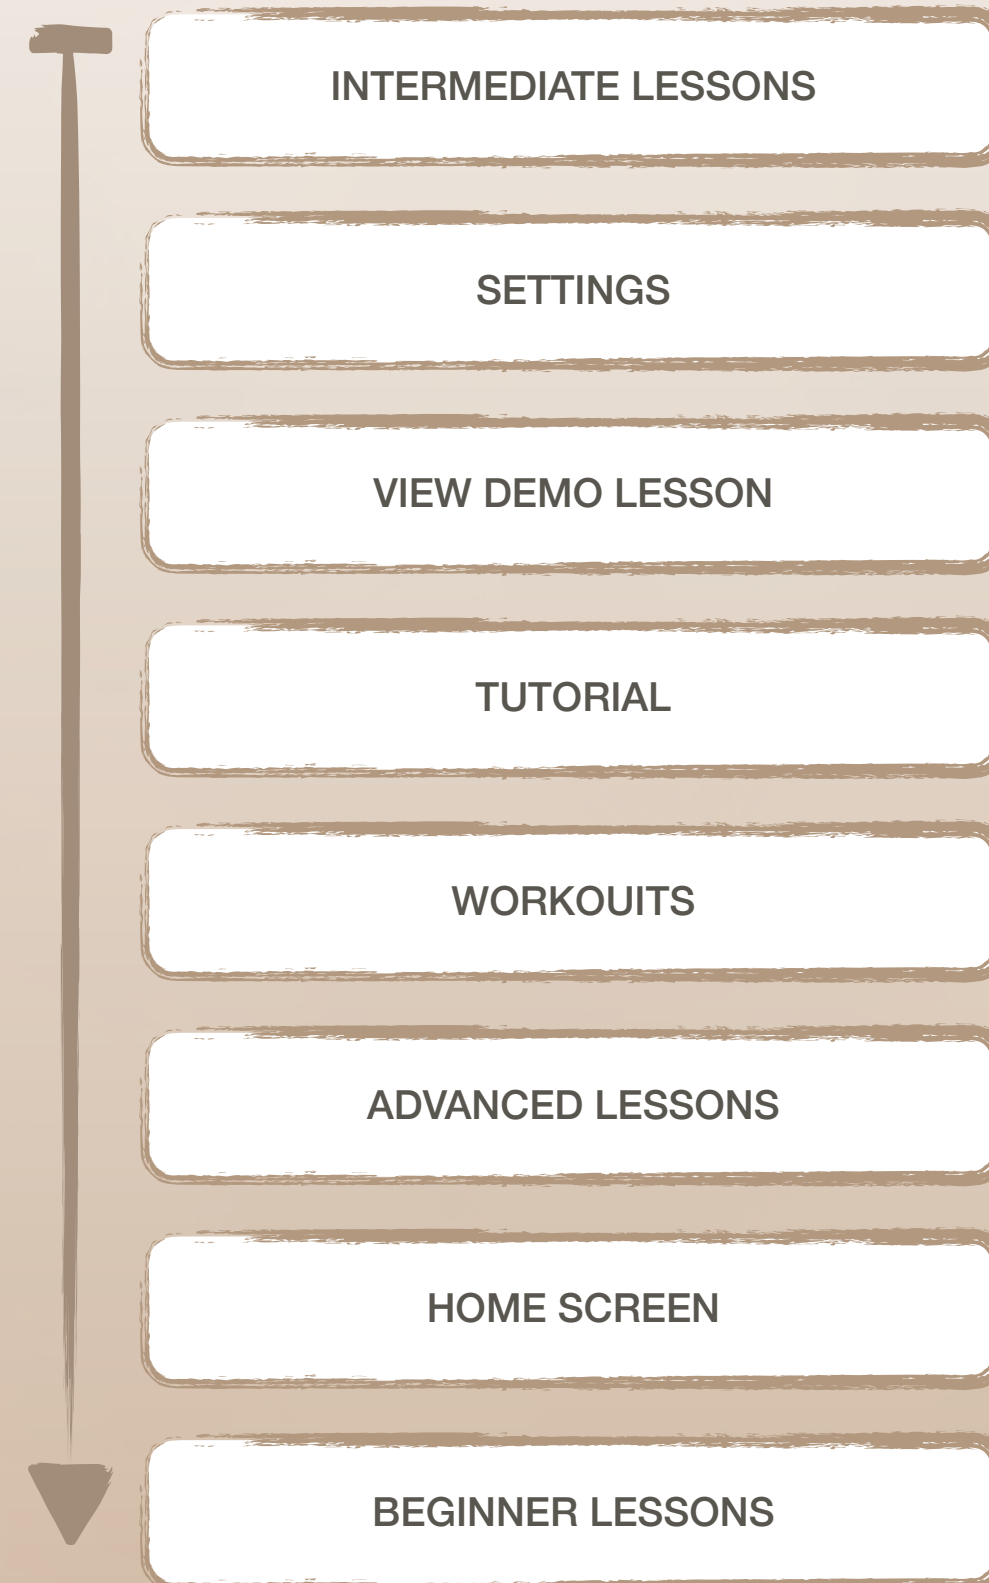 INTERMEDIATE LESSONS
SETTINGS
VIEW DEMO LESSON
TUTORIAL
WORKOUITS
ADVANCED LESSONS
HOME SCREEN
BEGINNER LESSONS